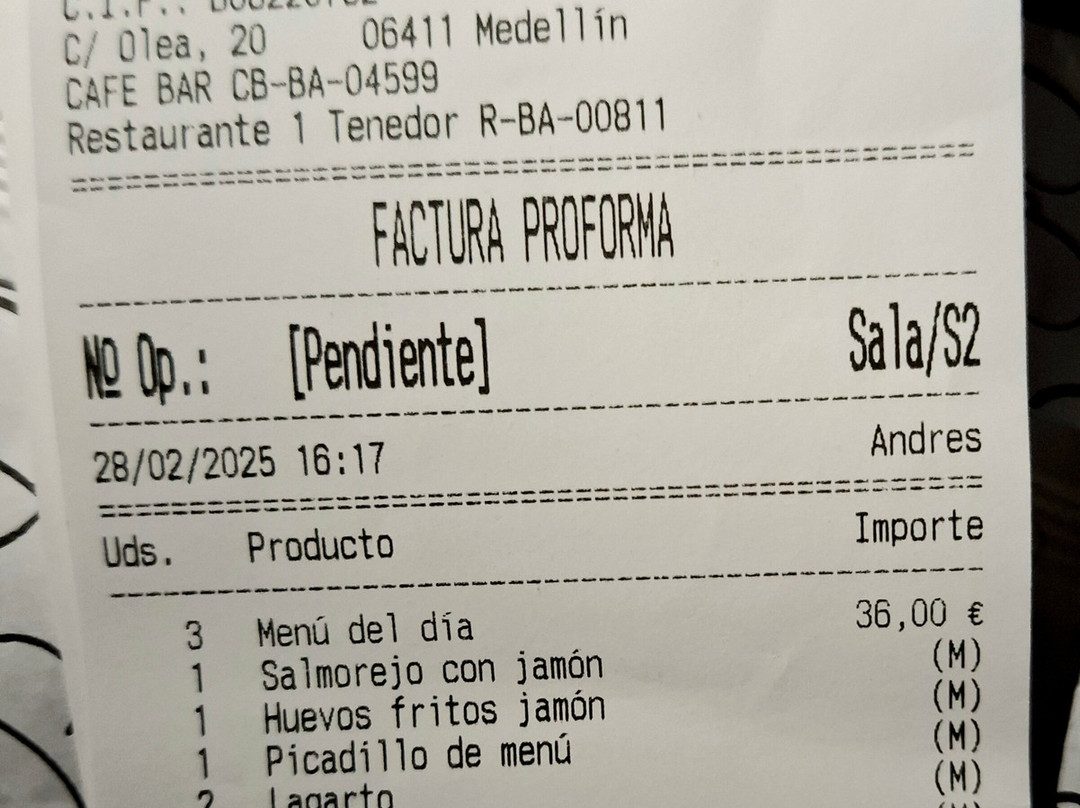 C/ Olea, 20 06411 Medellín
CAFE BAR CB-BA-04599
Restaurante 1 Tenedor R-BA-00811
FACTURA PROFORMA
Nº Op.: [Pendiente] Sala/S2
28/02/2025 16:17 Andres
Uds. Producto Importe
3 Menú del día 36,00 €
1 Salmorejo con jamón (M)
1 Huevos fritos jamón (M)
1 Picadillo de menú (M)
2 Lagarto (M)